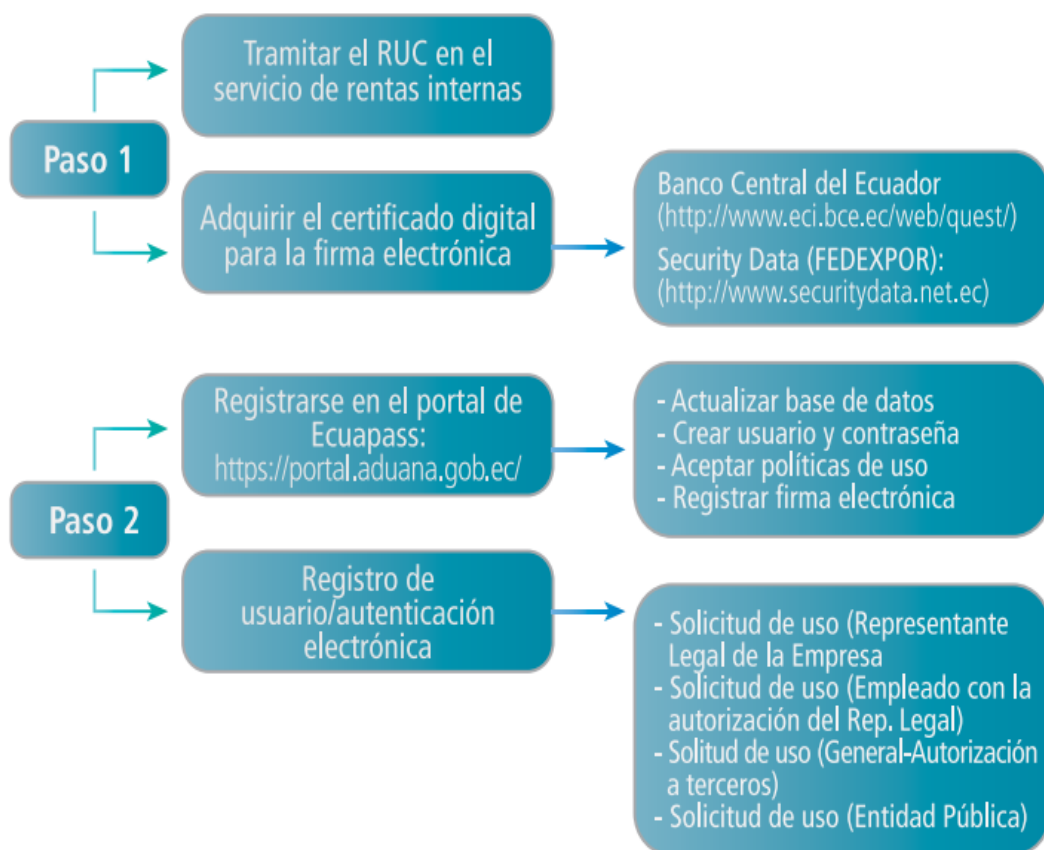 Paso 1
Tramitar el RUC en el
servicio de rentas internas
Adquirir el certificado digital
para la firma electrónica
Banco Central del Ecuador
(http://www.eci.bce.ec/web/quest/)
Security Data (FEDEXPOR):
(http://www.securitydata.net.ec)
Paso 2
Registrarse en el portal de
Ecuapass:
https://portal.aduana.gob.ec/
- Actualizar base de datos
- Crear usuario y contraseña
- Aceptar políticas de uso
- Registrar firma electrónica
Registro de
usuario/autenticación
electrónica
- Solicitud de uso (Representante
Legal de la Empresa
- Solicitud de uso (Empleado con la
autorización del Rep. Legal)
- Solitud de uso (General-Autorización
a terceros)
- Solicitud de uso (Entidad Pública)